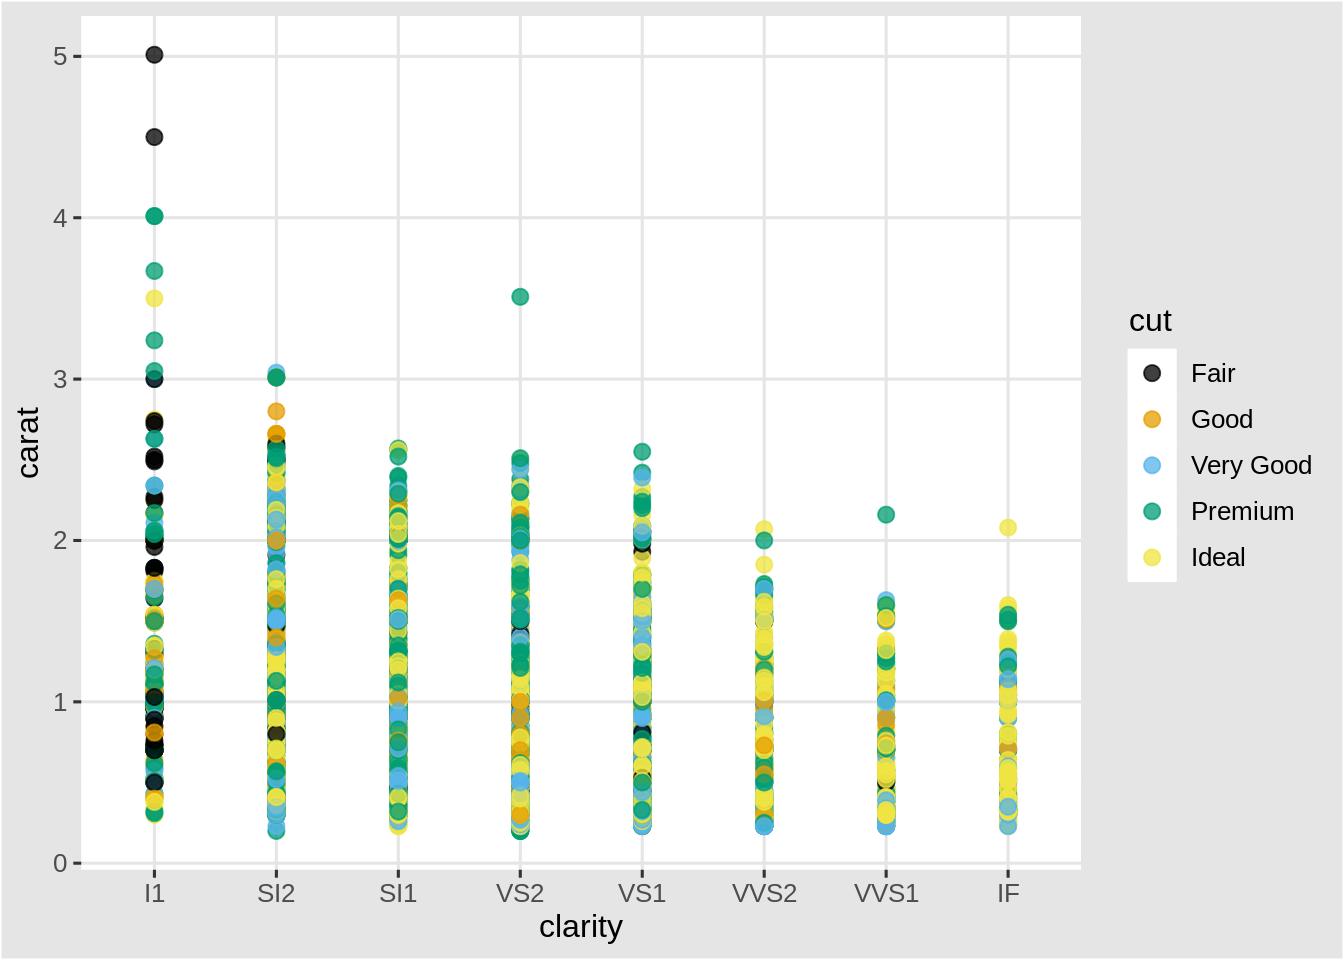 5
4
3
2
1
0
carat
I1 SI2 SI1 VS2 VS1 VVS2 VVS1 IF
clarity
cut
Fair
Good
Very Good
Premium
Ideal